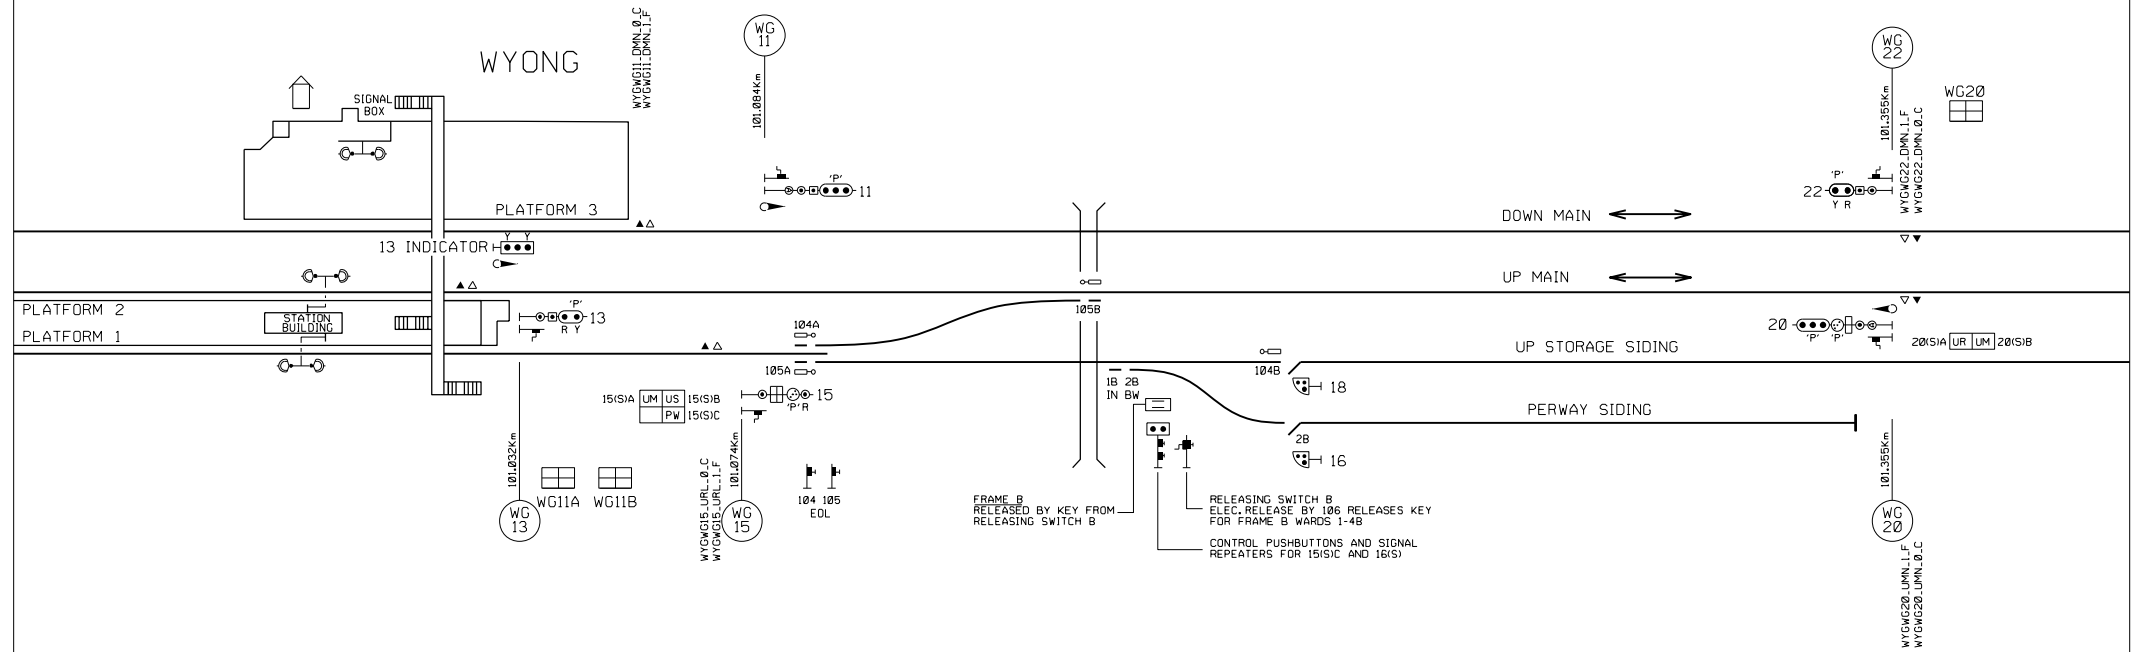 WYONG
WYGWG11_DMN_0_C
WYGWG11_DMN_1_F
WG
11
101.084Km
WG
22
101.355Km
WYGWG22_DMN_1_F
WYGWG22_DMN_0_C
WG20
SIGNAL
BOX
'P'
11
'P'
22
Y R
PLATFORM 3
DOWN MAIN
13 INDICATOR
Y Y
UP MAIN
PLATFORM 2
STATION
BUILDING
PLATFORM 1
'P'
13
R Y
104A
105A
105B
20
'P' 'P'
20(S)A UR UM 20(S)B
UP STORAGE SIDING
104B
18
1B 2B
IN BW
15(S)A UM US 15(S)B
PW 15(S)C
15
'P' R
PERWAY SIDING
2B
16
101.032Km
WG
13
WG11A WG11B
WYGWG15_URL_0_C
WYGWG15_URL_1_F
101.074Km
WG
15
104 105
EOL
FRAME B
RELEASED BY KEY FROM
RELEASING SWITCH B
RELEASING SWITCH B
ELEC.RELEASE BY 106 RELEASES KEY
FOR FRAME B WARDS 1-4B
CONTROL PUSHBUTTONS AND SIGNAL
REPEATERS FOR 15(S)C AND 16(S)
101.355Km
WG
20
WYGWG20_UMN_1_F
WYGWG20_UMN_0_C